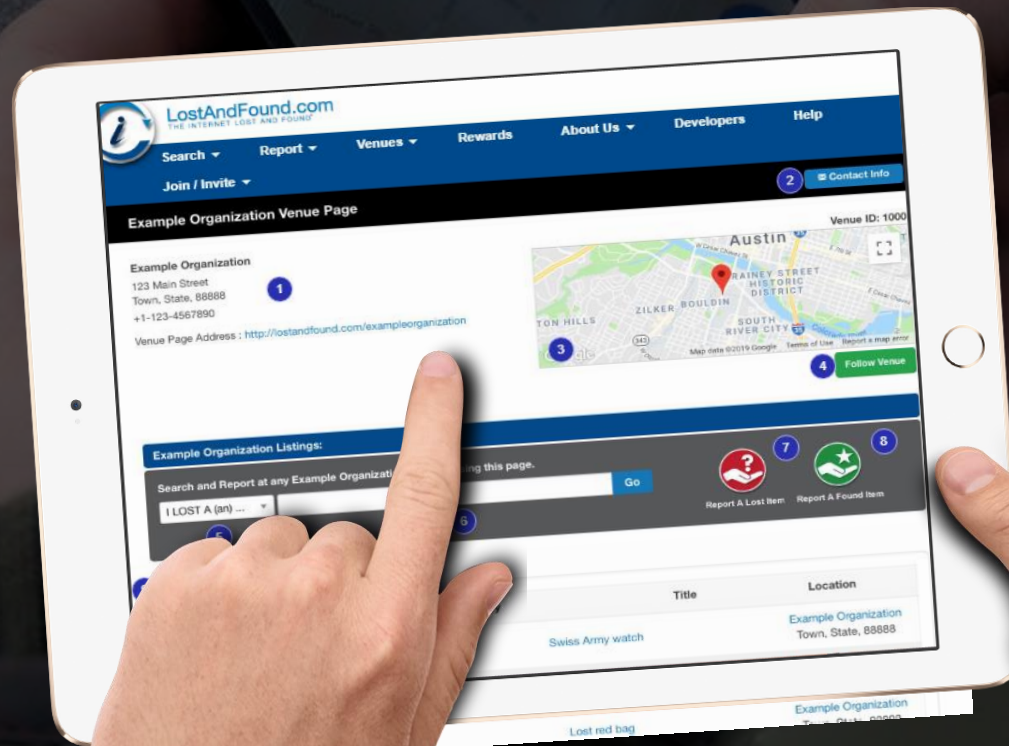 LostAndFound.com
THE INTERNET LOST AND FOUND
Search Report Venues Rewards About Us Developers Help
Join / Invite
2 Contact Info
Example Organization Venue Page
Venue ID: 1000
Example Organization
123 Main Street
Town, State, 88888
+1-123-4567890
1
Venue Page Address : http://lostandfound.com/exampleorganization
Austin
RAINEY STREET
HISTORIC
DISTRICT
ZILKER BOULDIN
TON HILLS
SOUTH
RIVER CITY
343
35
Colorado
3
Map data ©2019 Google Terms of Use Report a map error
4 Follow Venue
Example Organization Listings:
Search and Report at any Example Organizati ing this page.
I LOST A (an) ... Go
5
6
7
8
Report A Lost Item Report A Found Item
Title Location
Swiss Army watch
Example Organization
Town, State, 88888
Lost red bag
Example Organization